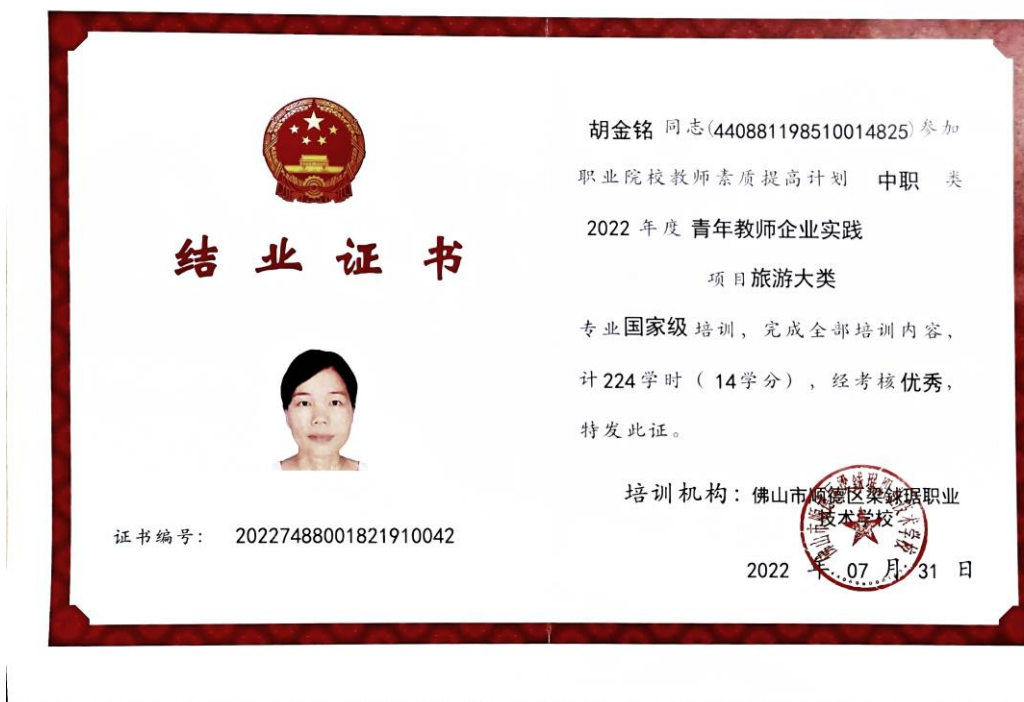 结业证书
证书编号： 20227488001821910042
胡金铭 同志(440881198510014825)参加
职业院校教师素质提高计划 中职 类
2022 年度 青年教师企业实践
项目旅游大类
专业国家级培训，完成全部培训内容、
计224学时（ 14学分），经考核优秀，
特发此证。
培训机构：佛山市顺德区梁銶琚职业
技术学校
2022 年 07 月 31 日